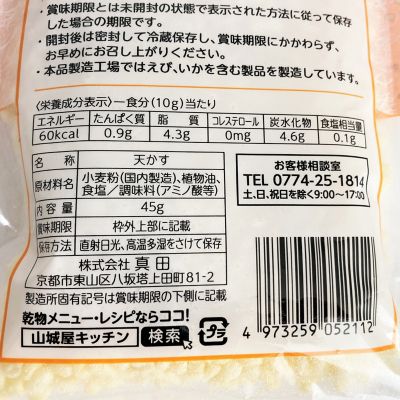 ・賞味期限とは未開封の状態で表示された方法に従って保存
した場合の期限です。
・開封後は密封して冷蔵保存し、賞味期限にかかわらず、
お早めにお召し上がりください。
・本品製造工場ではえび、いかを含む製品を製造しています。
〈栄養成分表示〉一食分(10g)当たり
エネルギー たんぱく質 脂質 コレステロール 炭水化物 食塩相当量
60kcal 0.9g 4.3g 0mg 4.6g 0.1g
名称 天かす
原材料名 小麦粉(国内製造)、植物油、
食塩/調味料(アミノ酸等)
内容量 45g
賞味期限 枠外上部に記載
保存方法 直射日光、高温多湿をさけて保存
株式会社 真田
京都市東山区八坂塔上田町81-2
製造所固有記号は賞味期限の下側に記載
お客様相談室
TEL 0774-25-1814
土、日、祝日を除く9:00~17:00
乾物メニュー・レシピならココ!
山城屋キッチン 検索
プラ
4 973259 052112